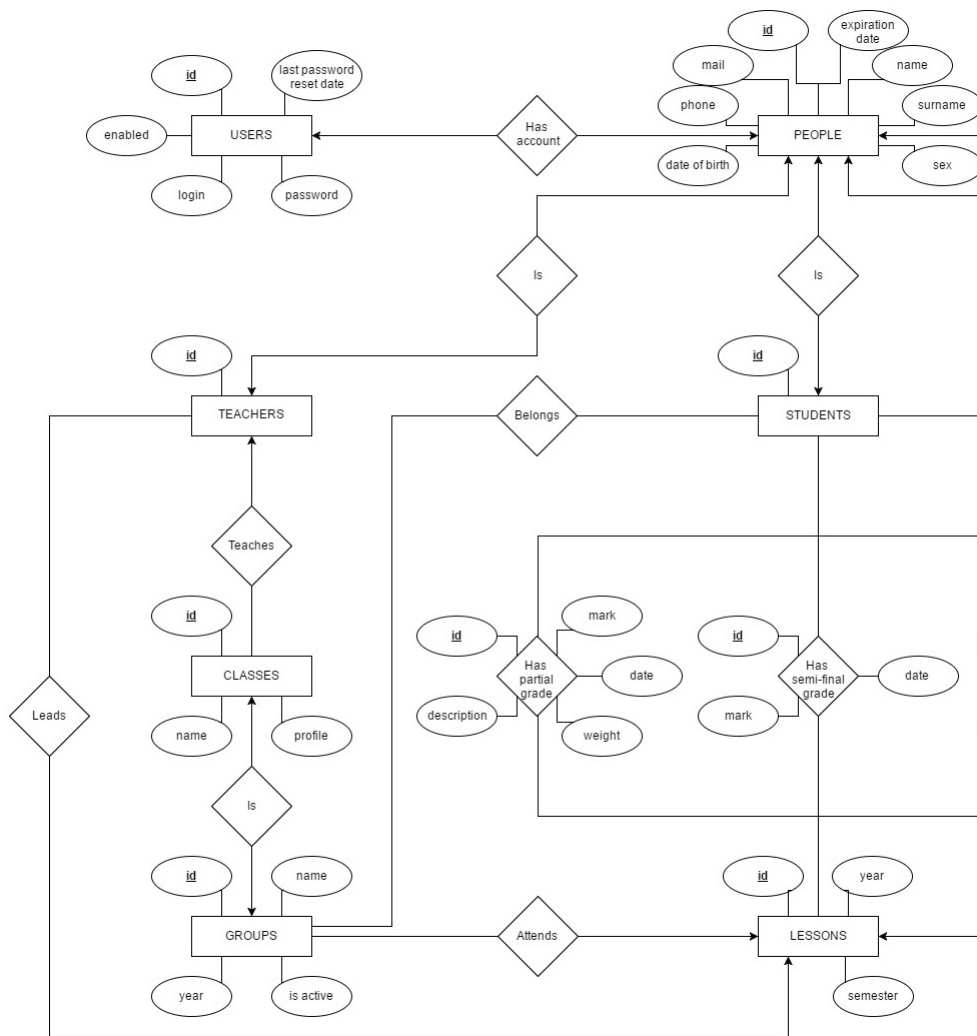 id
expiration
date
last password
reset date
id
mail
name
phone
surname
enabled
USERS
Has
account
PEOPLE
date of birth
sex
login
password
Is
Is
id
id
TEACHERS
Belongs
STUDENTS
Teaches
id
mark
id
id
CLASSES
Has
partial
grade
date
Has
semi-final
grade
date
Leads
name
profile
description
weight
mark
Is
id
name
id
year
GROUPS
Attends
LESSONS
year
is active
semester